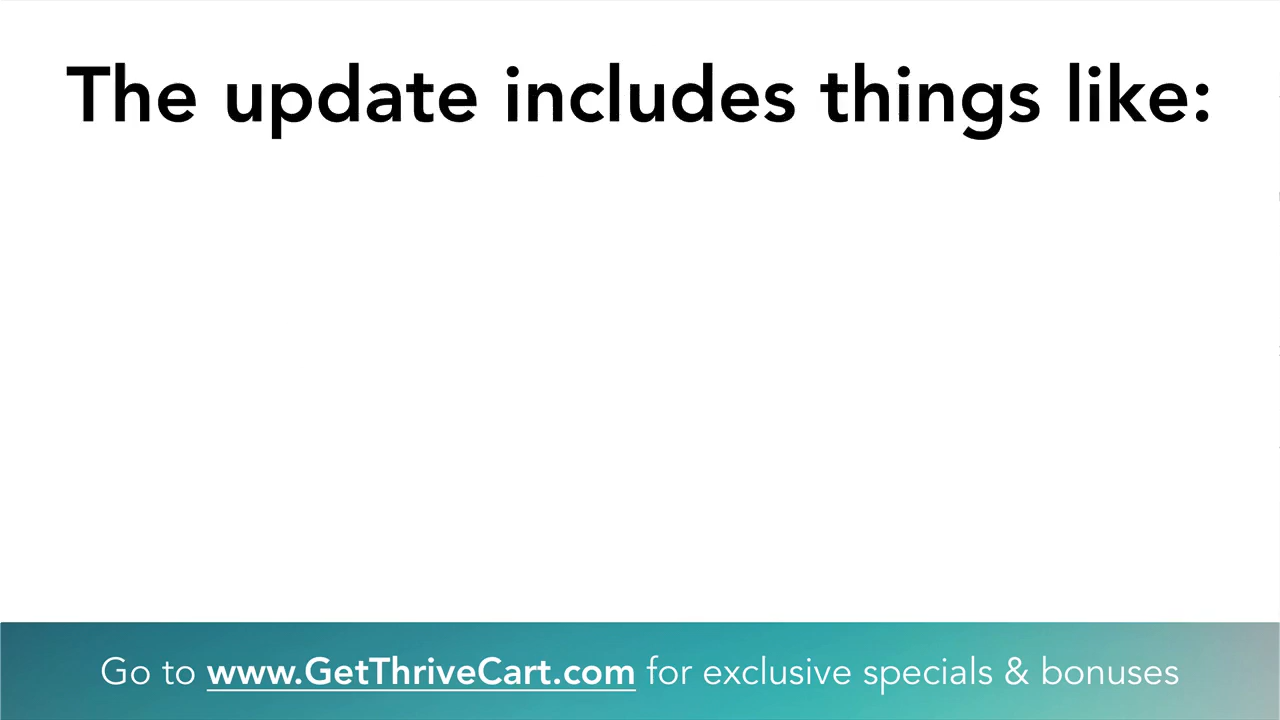 The update includes things like:
Go to www.GetThriveCart.com for exclusive specials & bonuses